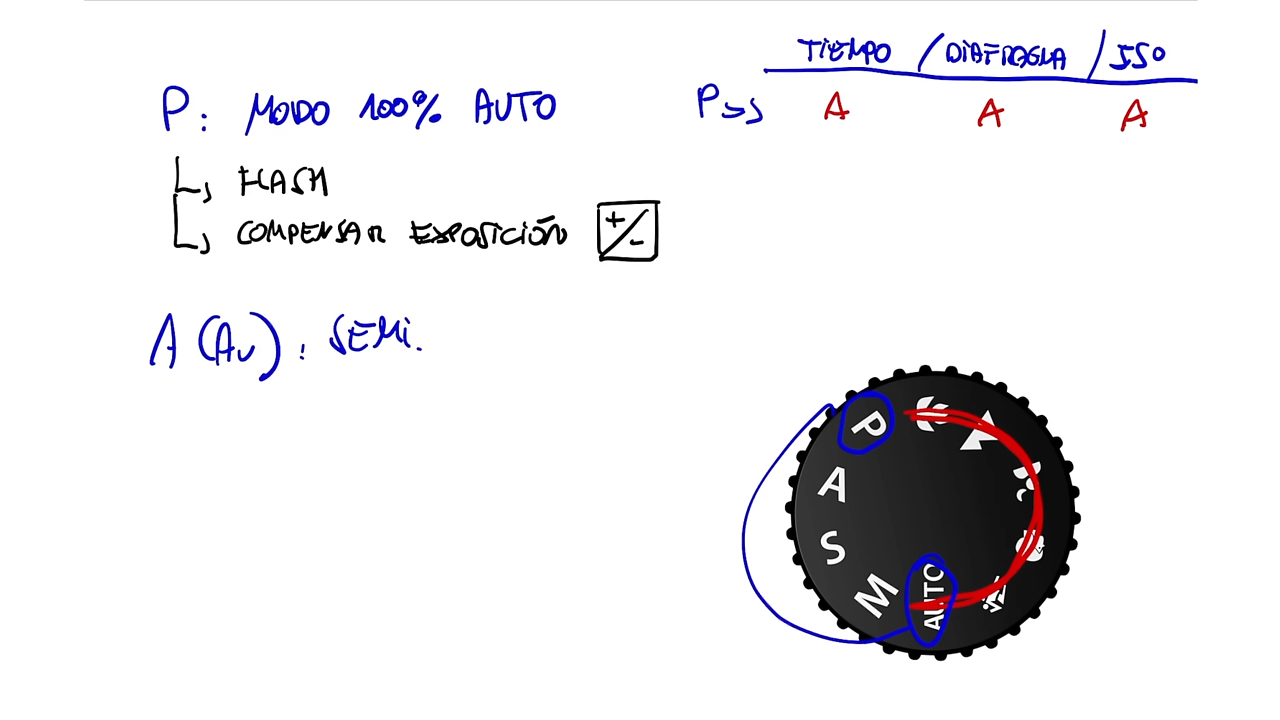 TIEMPO / DIAFRAGMA / ISO
P: MODO 100% AUTO
P A A A
FLASH
COMPENSAR EXPOSICIÓN +/-
A (Av): SEMI.
P
A
S
M
AUTO